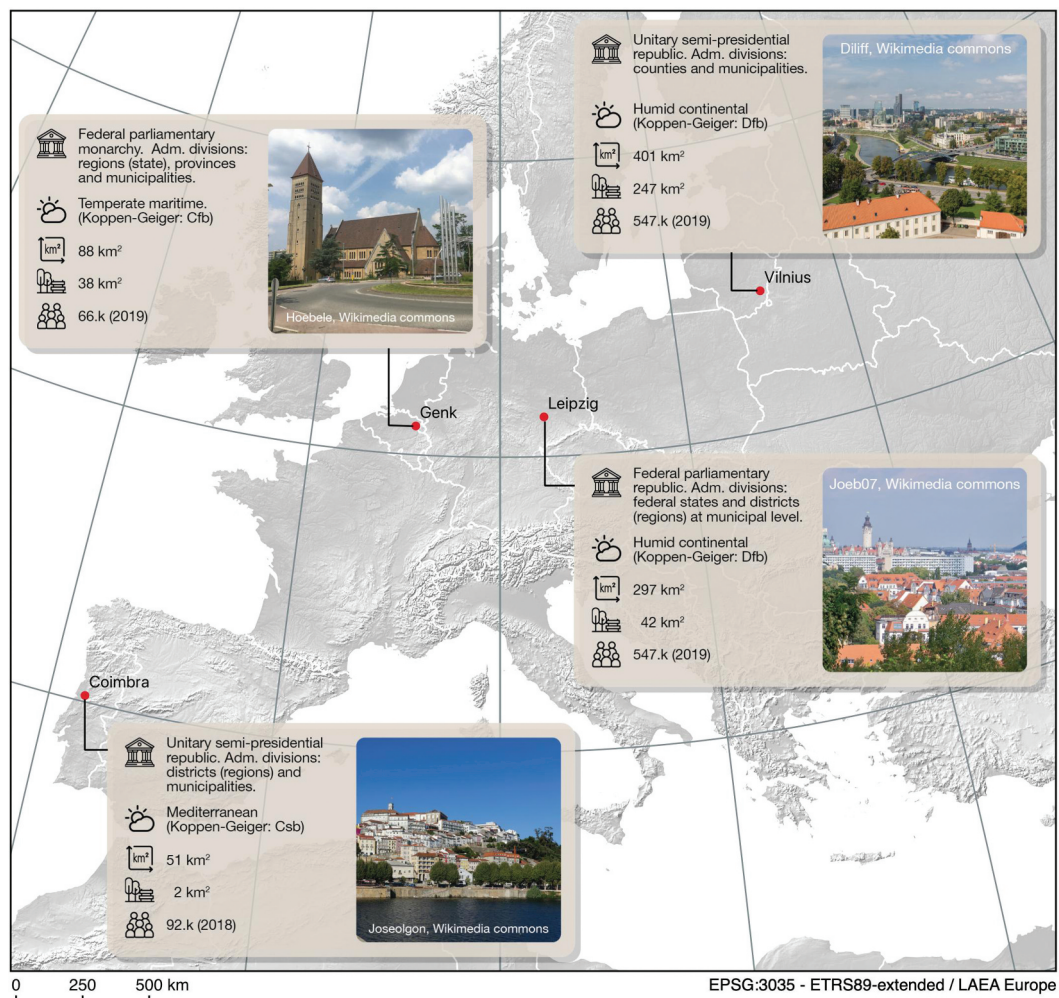 Unitary semi-presidential
republic. Adm. divisions:
counties and municipalities.
Humid continental
(Koppen-Geiger: Dfb)
km²
401 km²
247 km²
547.k (2019)
Diliff, Wikimedia commons
Vilnius
Federal parliamentary
monarchy. Adm. divisions:
regions (state), provinces
and municipalities.
Temperate maritime.
(Koppen-Geiger: Cfb)
km²
88 km²
38 km²
66.k (2019)
Hoebele, Wikimedia commons
Genk
Leipzig
Federal parliamentary
republic. Adm. divisions:
federal states and districts
(regions) at municipal level.
Humid continental
(Koppen-Geiger: Dfb)
km²
297 km²
42 km²
547.k (2019)
Joeb07, Wikimedia commons
Coimbra
Unitary semi-presidential
republic. Adm. divisions:
districts (regions) and
municipalities.
Mediterranean
(Koppen-Geiger: Csb)
km²
51 km²
2 km²
92.k (2018)
Joseolgon, Wikimedia commons
0 250 500 km
EPSG:3035 - ETRS89-extended / LAEA Europe